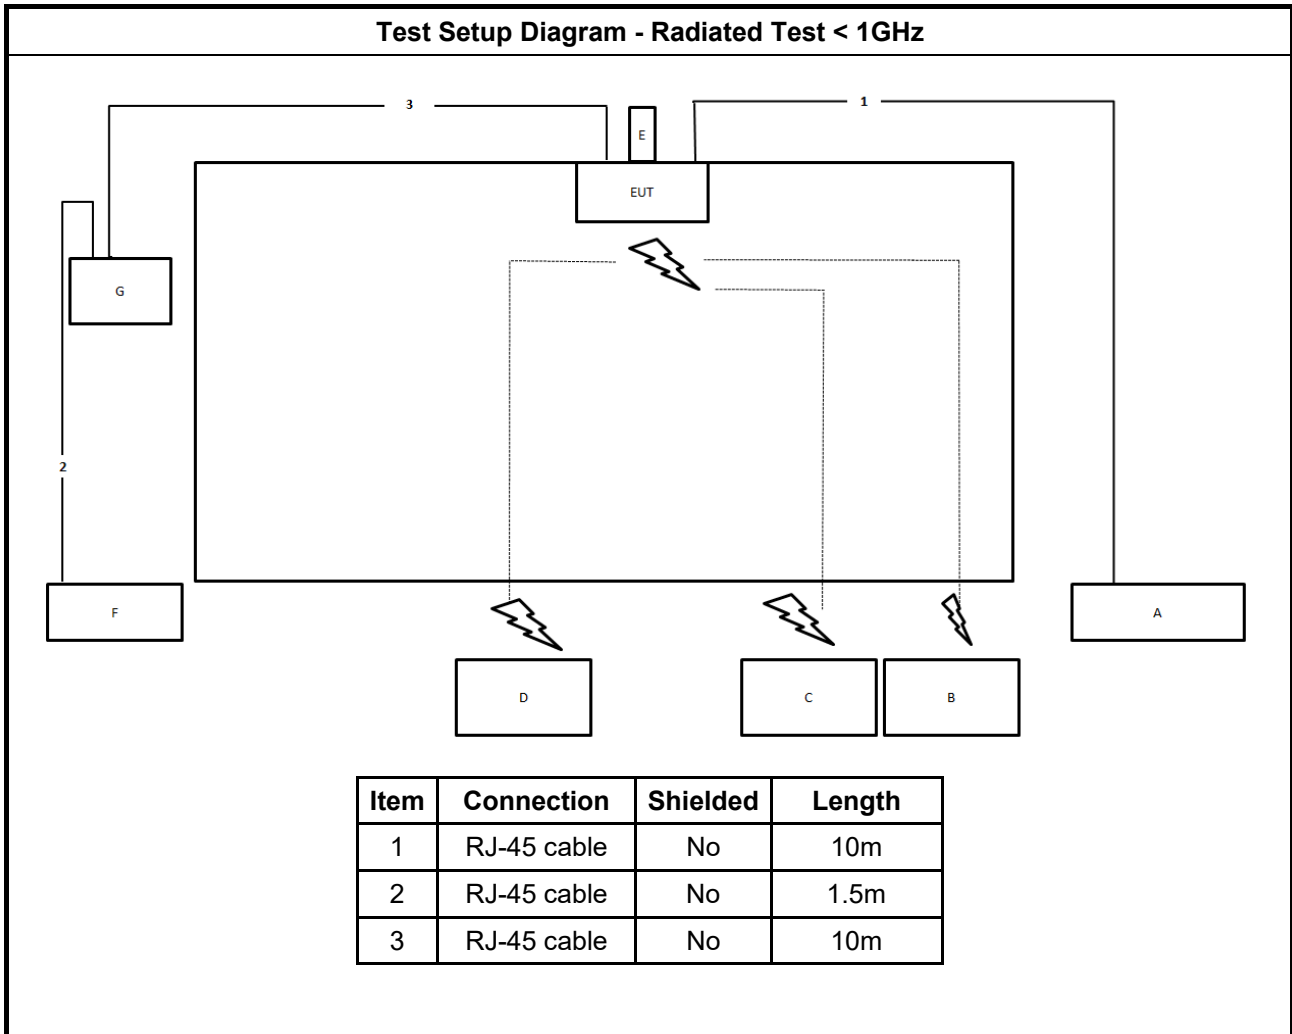 Test Setup Diagram - Radiated Test < 1GHz
3
1
E
EUT
G
2
F
A
D
C
B
Item Connection Shielded Length
1 RJ-45 cable No 10m
2 RJ-45 cable No 1.5m
3 RJ-45 cable No 10m